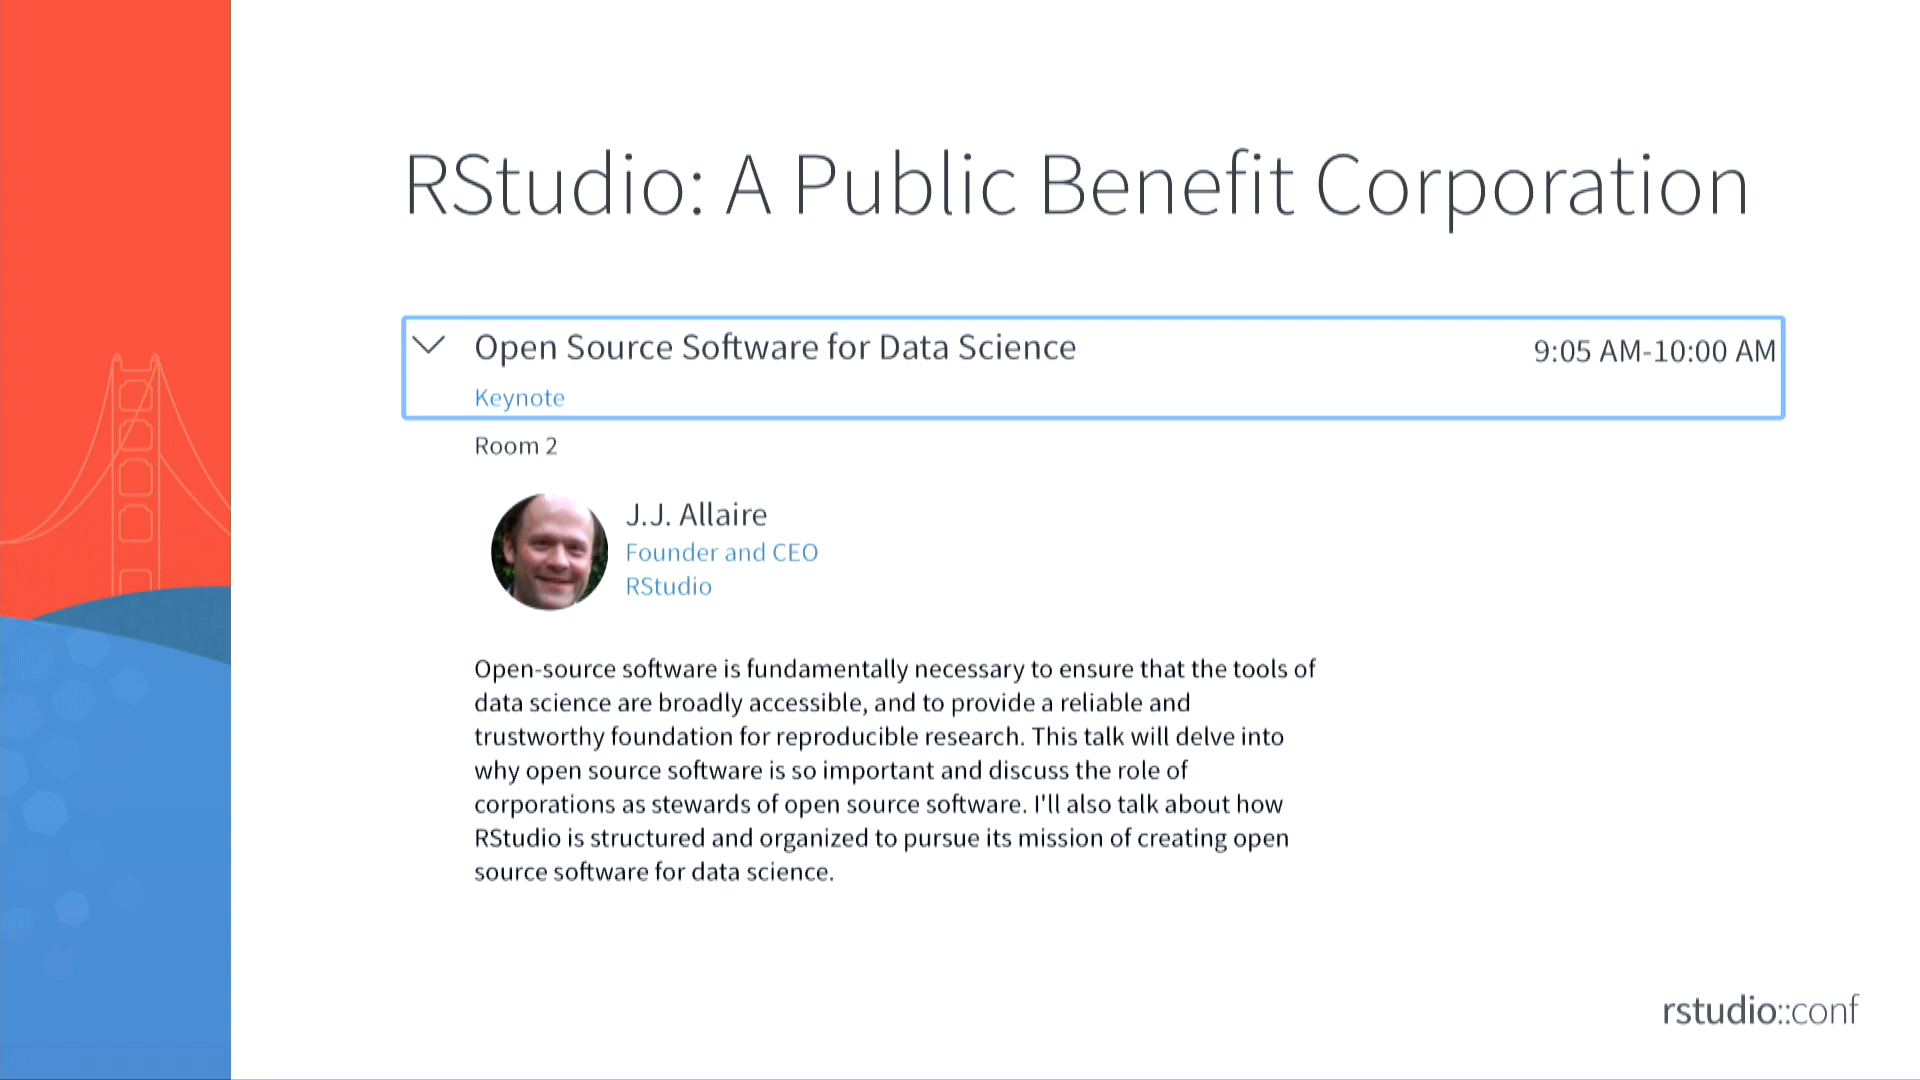 RStudio: A Public Benefit Corporation
Open Source Software for Data Science
9:05 AM-10:00 AM
Keynote
Room 2
J.J. Allaire
Founder and CEO
RStudio
Open-source software is fundamentally necessary to ensure that the tools of
data science are broadly accessible, and to provide a reliable and
trustworthy foundation for reproducible research. This talk will delve into
why open source software is so important and discuss the role of
corporations as stewards of open source software. I'll also talk about how
RStudio is structured and organized to pursue its mission of creating open
source software for data science.
rstudio::conf